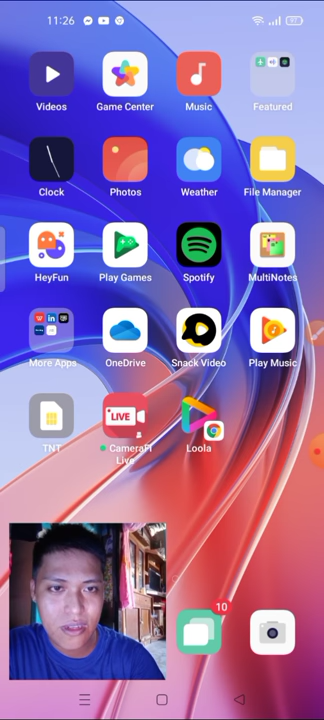 11:26
87
Videos
Game Center
Music
Featured
Clock
Photos
Weather
File Manager
HeyFun
Play Games
Spotify
MultiNotes
More Apps
OneDrive
Snack Video
Play Music
TNT
LIVE
CameraFi
Live
Loola
10